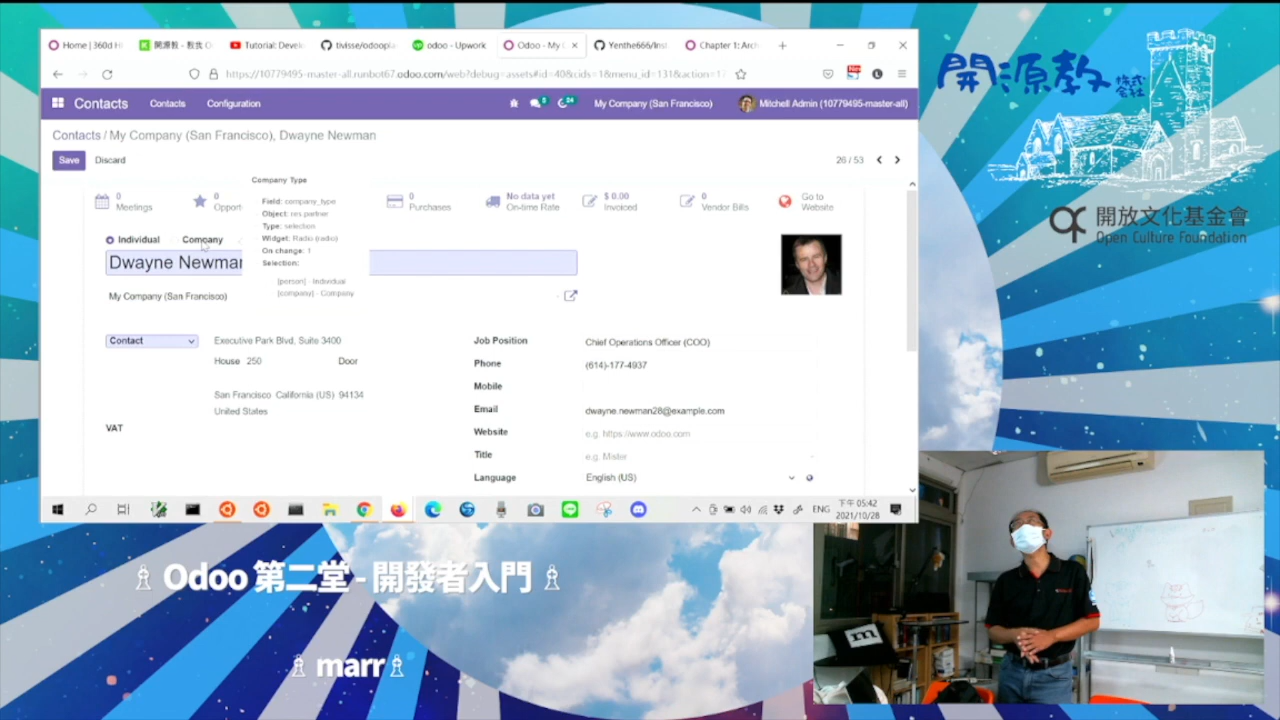 Home | 360d H
開源教 - 教我 O
Tutorial: Develo
tivisse/odoopla
odoo - Upwork
Odoo - My
Yenthe666/Inst
Chapter 1: Arch
https://10779495-master-all.runbot67.odoo.com/web?debug=assets#id=40&cids=1&menu_id=131&action=1
New
Contacts
Contacts
Configuration
My Company (San Francisco)
Mitchell Admin (10779495-master-all)
Contacts / My Company (San Francisco), Dwayne Newman
Save
Discard
26 / 53
0
Meetings
0
Opport
0
Purchases
No data yet
On-time Rate
$ 0.00
Invoiced
0
Vendor Bills
Go to
Website
Company Type
Field: company_type
Object: res.partner
Type: selection
Widget: Radio (radio)
On change: 1
Selection:
[person] - Individual
[company] - Company
Individual
Company
Dwayne Newmar
My Company (San Francisco)
Contact
Executive Park Blvd, Suite 3400
House 250
Door
San Francisco California (US) 94134
United States
VAT
Job Position
Chief Operations Officer (COO)
Phone
(614)-177-4937
Mobile
Email
dwayne.newman28@example.com
Website
e.g. https://www.odoo.com
Title
e.g. Mister
Language
English (US)
ENG
下午 05:42
2021/10/28
開源教 株式会社
開放文化基金會
Open Culture Foundation
Odoo 第二堂 - 開發者入門
marr
m